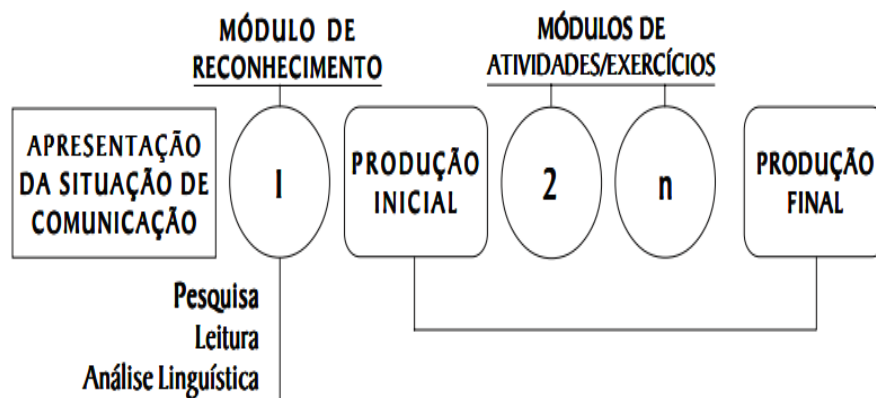 MÓDULO DE
RECONHECIMENTO
MÓDULOS DE
ATIVIDADES/EXERCÍCIOS
APRESENTAÇÃO
DA SITUAÇÃO DE
COMUNICAÇÃO
1
PRODUÇÃO
INICIAL
2
n
PRODUÇÃO
FINAL
Pesquisa
Leitura
Análise Linguística